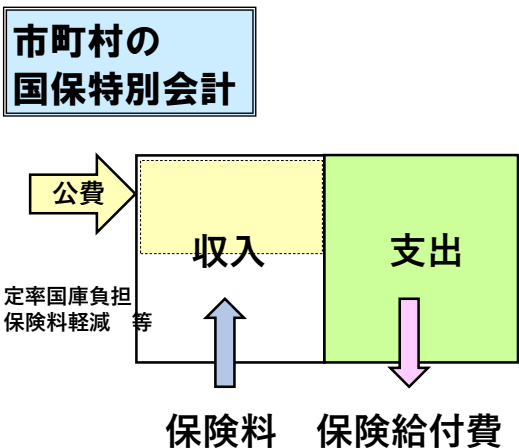 市町村の
国保特別会計
公費
収入
支出
定率国庫負担
保険料軽減　等
保険料
保険給付費